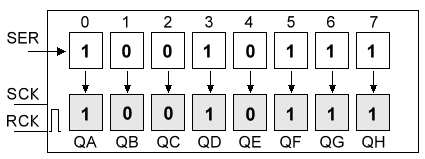 0 1 2 3 4 5 6 7
SER 1 0 0 1 0 1 1 1
SCK
RCK 1 0 0 1 0 1 1 1
QA QB QC QD QE QF QG QH